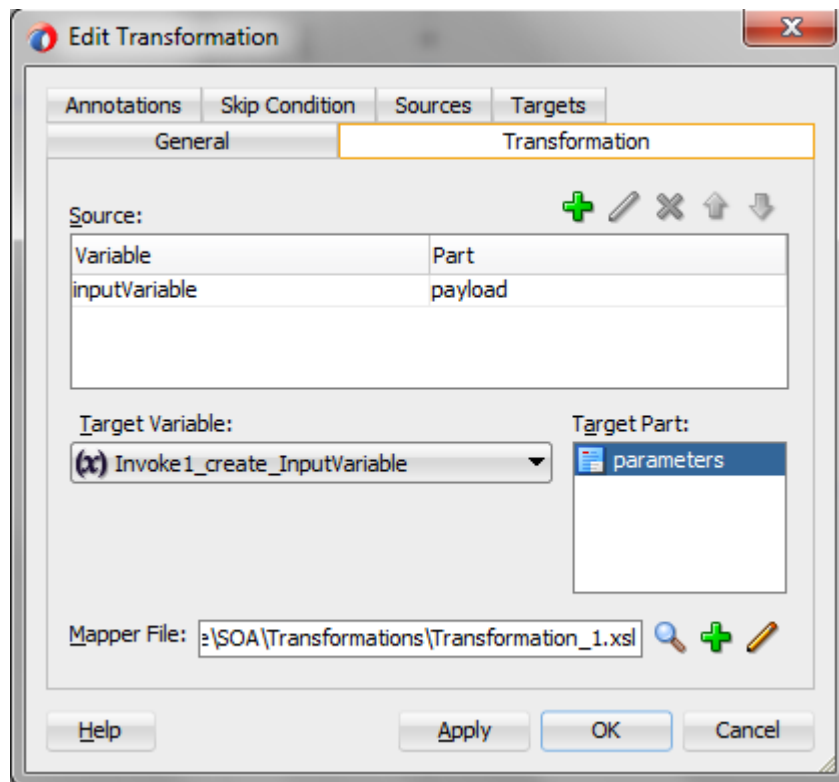 Edit Transformation
Annotations Skip Condition Sources Targets
General Transformation
Source:
Variable Part
inputVariable payload
Target Variable: Target Part:
(x) Invoke1_create_InputVariable parameters
Mapper File: e\SOA\Transformations\Transformation_1.xsl
Help Apply OK Cancel